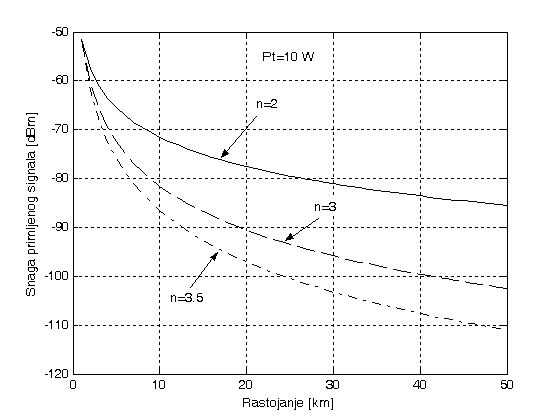 -50
Pt=10 W
-60
n=2
-70
-80
n=3
-90
-100
n=3.5
-110
-120
0 10 20 30 40 50
Rastojanje [km]
Snaga primljenog signala [dBm]